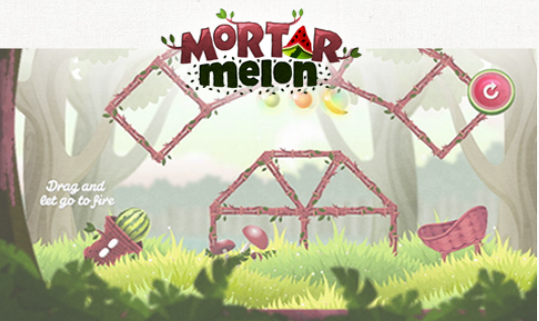 MORTAR
melon
Drag and
let go to fire